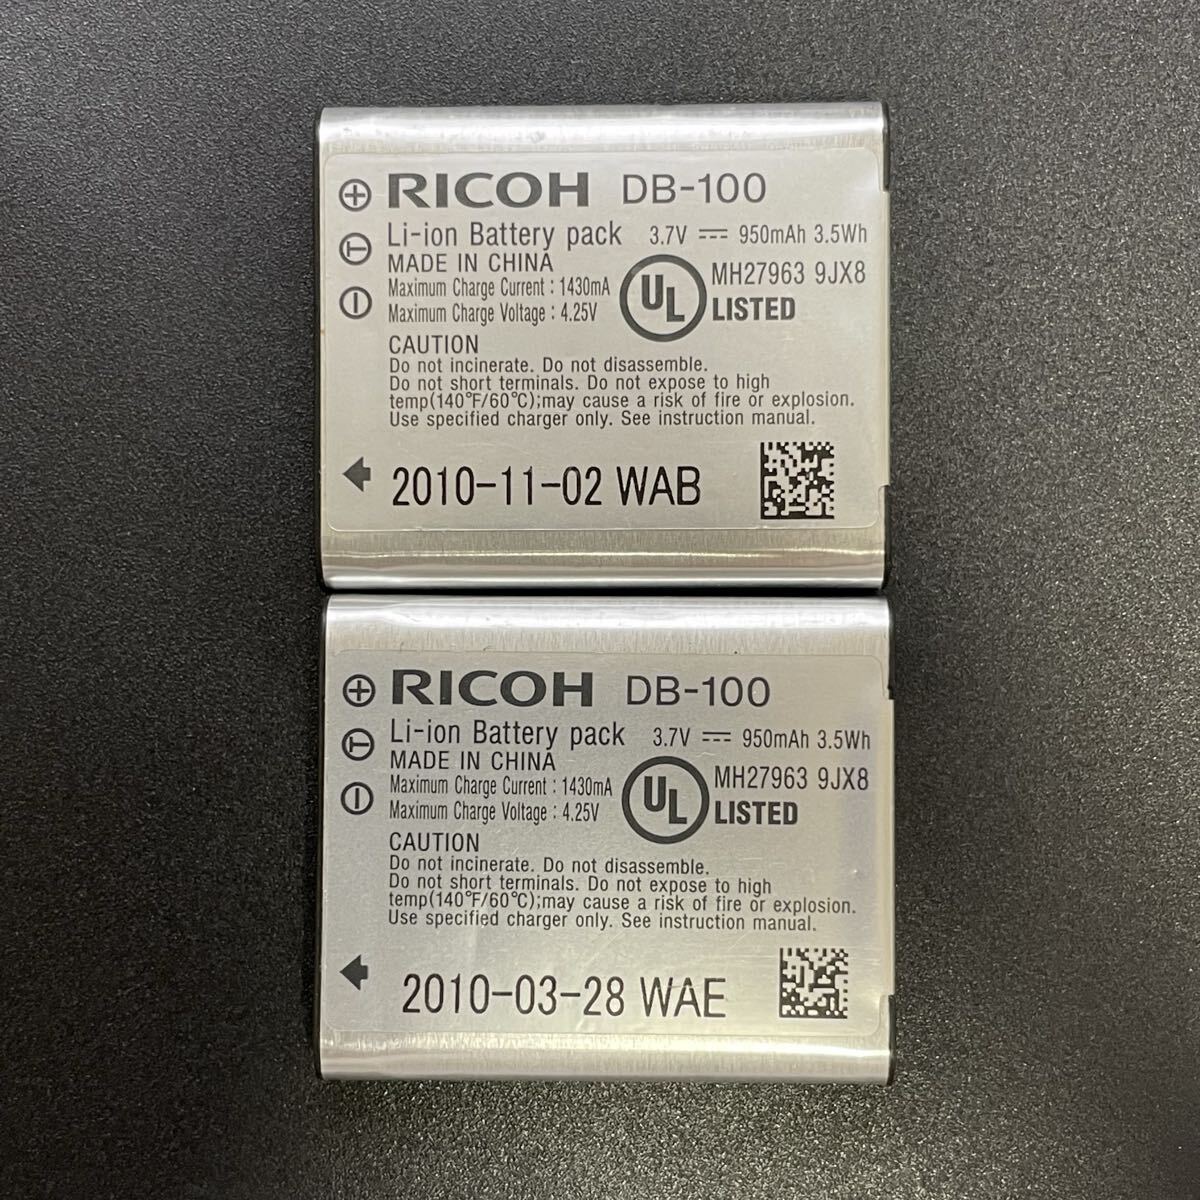 RICOH DB-100
Li-ion Battery pack 3.7V 950mAh 3.5Wh
MADE IN CHINA
Maximum Charge Current : 1430mA
Maximum Charge Voltage : 4.25V
UL
MH27963 9JX8
LISTED
CAUTION
Do not incinerate. Do not disassemble.
Do not short terminals. Do not expose to high
temp(140°F/60°C);may cause a risk of fire or explosion.
Use specified charger only. See instruction manual.
2010-11-02 WAB
RICOH DB-100
Li-ion Battery pack 3.7V 950mAh 3.5Wh
MADE IN CHINA
Maximum Charge Current : 1430mA
Maximum Charge Voltage : 4.25V
UL
MH27963 9JX8
LISTED
CAUTION
Do not incinerate. Do not disassemble.
Do not short terminals. Do not expose to high
temp(140°F/60°C);may cause a risk of fire or explosion.
Use specified charger only. See instruction manual.
2010-03-28 WAE